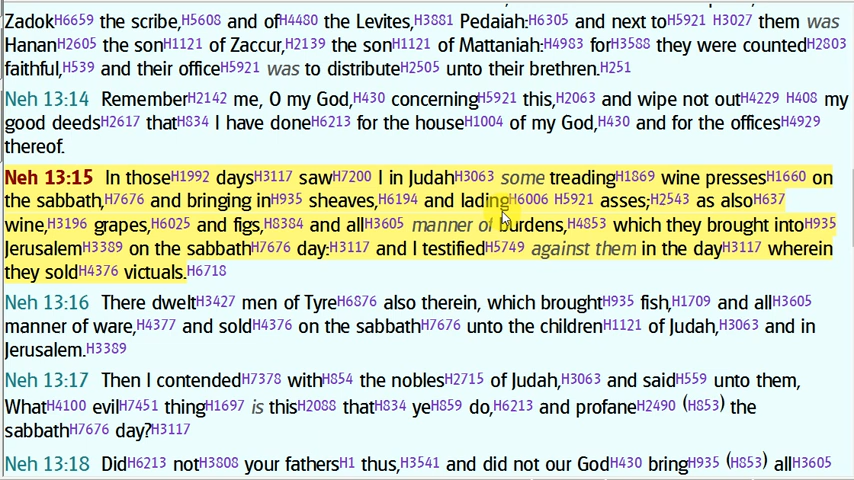 ZadokH6659 the scribe,H5608 and ofH4480 the Levites,H3881 Pedaiah:H6305 and next toH5921 H3027 them was
HananH2605 the sonH1121 of Zaccur,H2139 the sonH1121 of Mattaniah:H4983 forH3588 they were countedH2803
faithful,H539 and their officeH5921 was to distributeH2505 unto their brethren.H251
Neh 13:14 RememberH2142 me, O my God,H430 concerningH5921 this,H2063 and wipe not outH4229 H408 my
good deedsH2617 thatH834 I have doneH6213 for the houseH1004 of my God,H430 and for the officesH4929
thereof.
Neh 13:15 In thoseH1992 daysH3117 sawH7200 I in JudahH3063 some treadingH1869 wine pressesH1660 on
the sabbath,H7676 and bringing inH935 sheaves,H6194 and ladingH6006 H5921 asses;H2543 as alsoH637
wine,H3196 grapes,H6025 and figs,H8384 and allH3605 manner of burdens,H4853 which they brought intoH935
JerusalemH3389 on the sabbathH7676 day:H3117 and I testifiedH5749 against them in the dayH3117 wherein
they soldH4376 victuals.H6718
Neh 13:16 There dweltH3427 men of TyreH6876 also therein, which broughtH935 fish,H1709 and allH3605
manner of ware,H4377 and soldH4376 on the sabbathH7676 unto the childrenH1121 of Judah,H3063 and in
Jerusalem.H3389
Neh 13:17 Then I contendedH7378 withH854 the noblesH2715 of Judah,H3063 and saidH559 unto them,
WhatH4100 evilH7451 thingH1697 is thisH2088 thatH834 yeH859 do,H6213 and profaneH2490 (H853) the
sabbathH7676 day?H3117
Neh 13:18 DidH6213 notH3808 your fathersH1 thus,H3541 and did not our GodH430 bringH935 (H853) allH3605